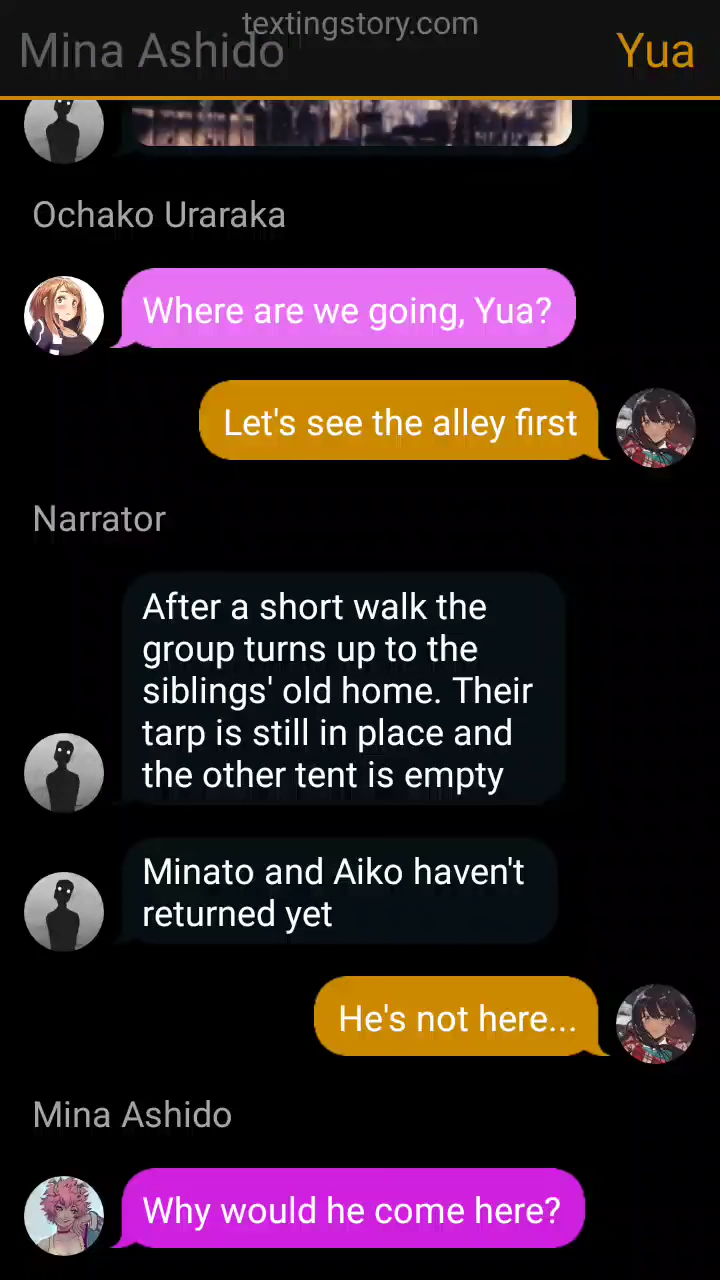 textingstory.com
Mina Ashido
Yua
Ochako Uraraka
Where are we going, Yua?
Let's see the alley first
Narrator
After a short walk the
group turns up to the
siblings' old home. Their
tarp is still in place and
the other tent is empty
Minato and Aiko haven't
returned yet
He's not here...
Mina Ashido
Why would he come here?